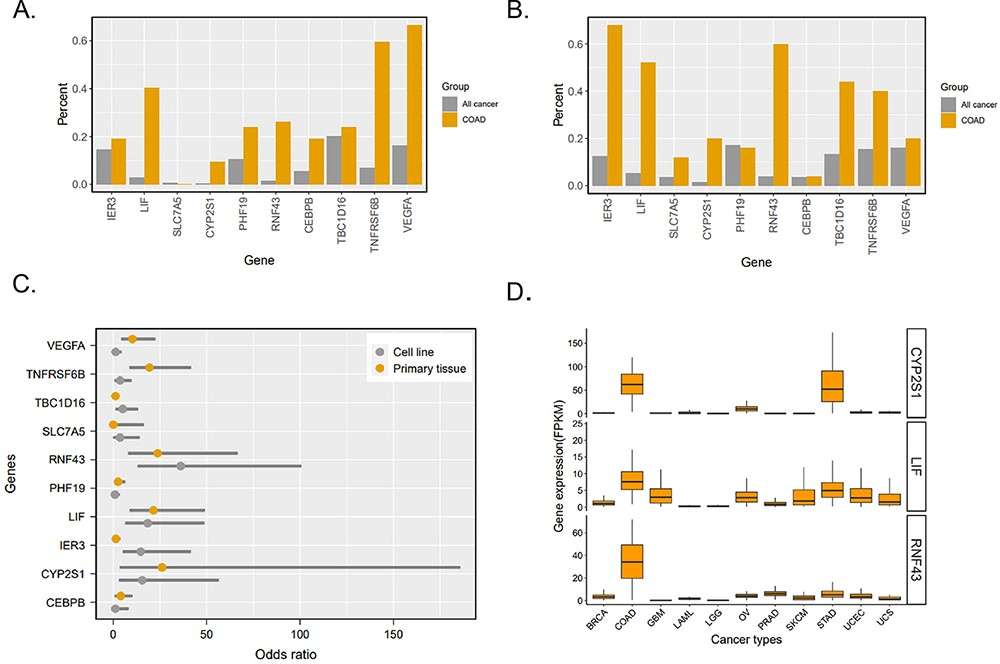 A.
Percent
0.6
0.4
0.2
0.0
IER3
LIF
SLC7A5
CYP2S1
PHF19
RNF43
CEBPB
TBC1D16
TNFRSF6B
VEGFA
Gene
Group
All cancer
COAD
B.
Percent
0.6
0.4
0.2
0.0
IER3
LIF
SLC7A5
CYP2S1
PHF19
RNF43
CEBPB
TBC1D16
TNFRSF6B
VEGFA
Gene
Group
All cancer
COAD
C.
Genes
VEGFA
TNFRSF6B
TBC1D16
SLC7A5
RNF43
PHF19
LIF
IER3
CYP2S1
CEBPB
Cell line
Primary tissue
0
50
100
150
Odds ratio
D.
Gene expression(FPKM)
150
100
50
0
CYP2S1
25
20
15
10
5
0
LIF
60
40
20
0
RNF43
BRCA
COAD
GBM
LAML
LGG
OV
PRAD
SKCM
STAD
UCEC
UCS
Cancer types